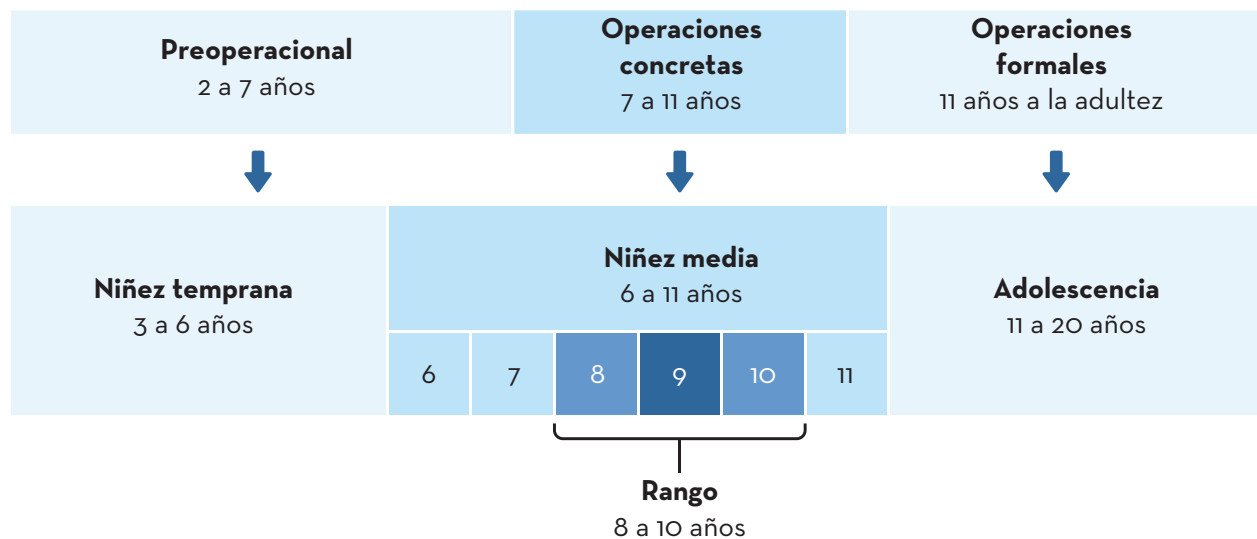 Preoperacional
2 a 7 años
Operaciones
concretas
7 a 11 años
Operaciones
formales
11 años a la adultez
Niñez temprana
3 a 6 años
Niñez media
6 a 11 años
6 7 8 9 10 11
Adolescencia
11 a 20 años
Rango
8 a 10 años